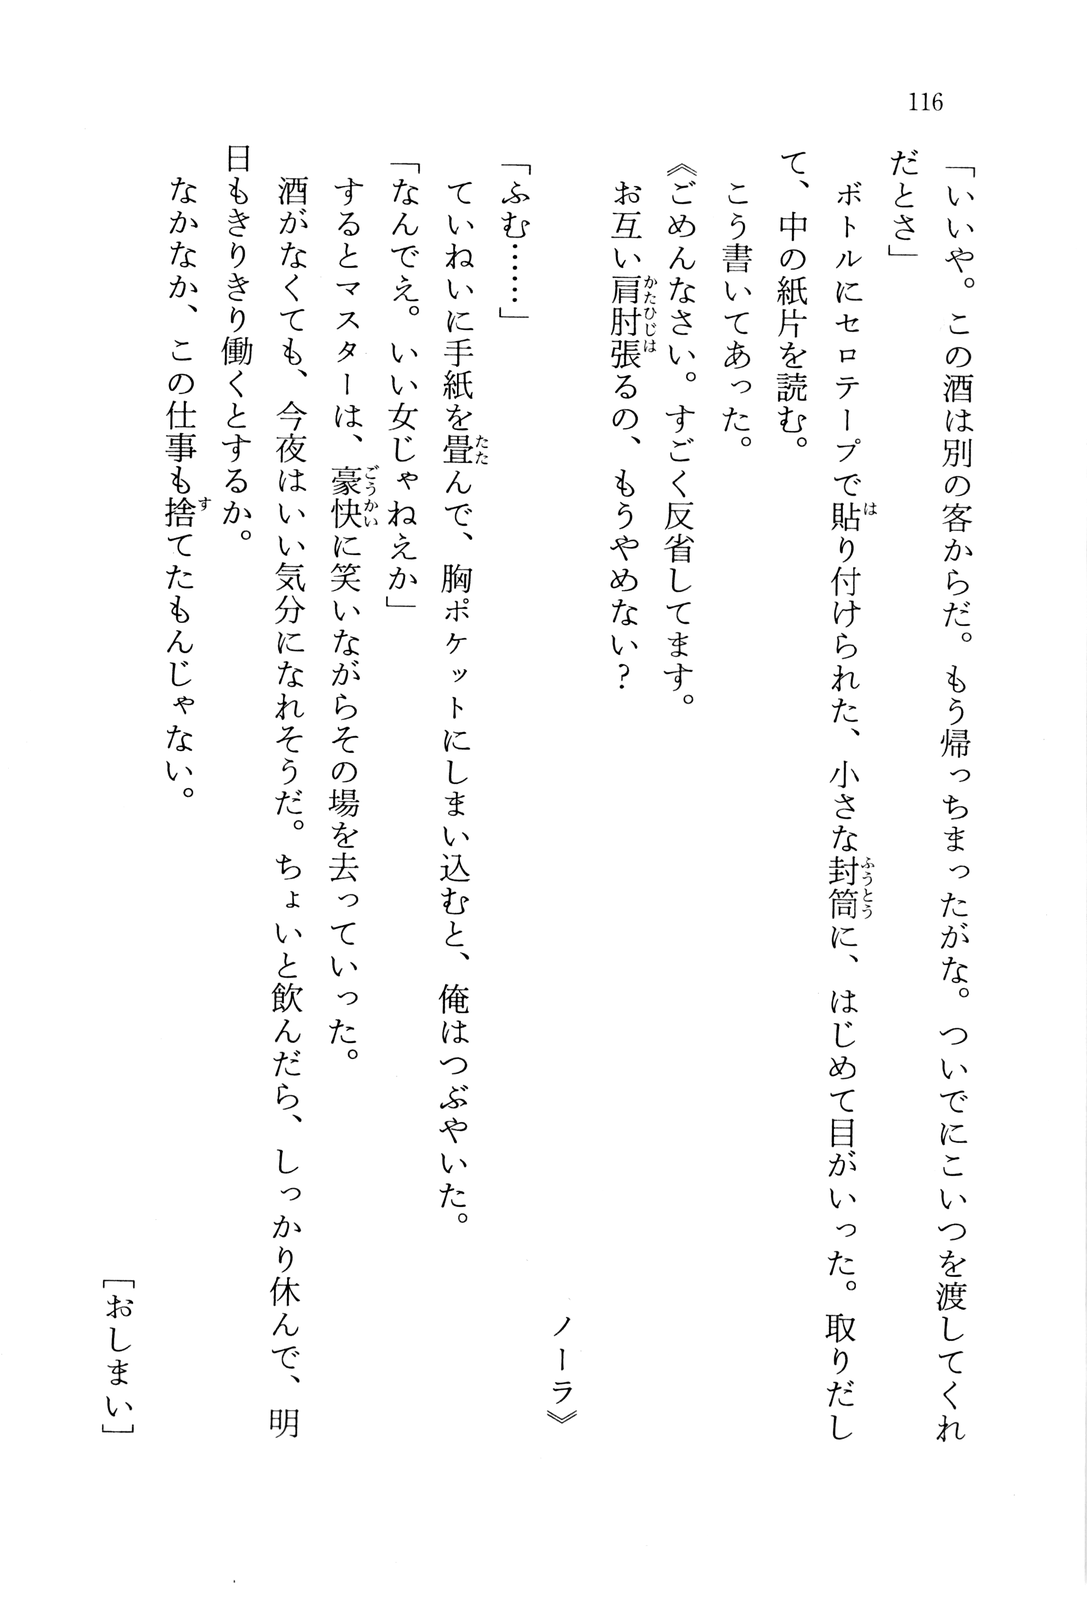 116
「いいや。この酒は別の客からだ。もう帰っちまったがな。ついでにこいつを渡してくれ
だとさ」
　ボトルにセロテープで貼り付けられた、小さな封筒に、はじめて目がいった。取りだし
て、中の紙片を読む。
　こう書いてあった。
《ごめんなさい。すごく反省してます。
　お互い肩肘張るの、もうやめない？
ノーラ》
「ふむ……」
　ていねいに手紙を畳んで、胸ポケットにしまい込むと、俺はつぶやいた。
「なんでえ。いい女じゃねえか」
　するとマスターは、豪快に笑いながらその場を去っていった。
　酒がなくても、今夜はいい気分になれそうだ。ちょいと飲んだら、しっかり休んで、明
日もきりきり働くとするか。
　なかなか、この仕事も捨てたもんじゃない。
［おしまい］